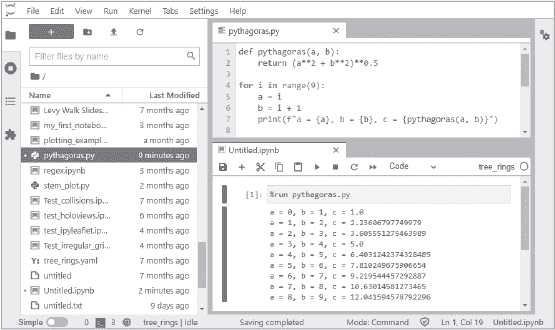 File Edit View Run Kernel Tabs Settings Help
Filter files by name
/
Name Last Modified
Levy Walk Slides... 7 months ago
my_first_notebo... 3 months ago
plotting_exampl... a month ago
pythagoras.py 9 minutes ago
regex.ipynb 3 months ago
stem_plot.py 2 months ago
Test_collisions.ip... 7 months ago
test_holoviews.ip... 7 months ago
Test_ipyleaflet.ip... 4 months ago
Test_irregular_gri... 4 months ago
Y: tree_rings.yaml 7 months ago
untitled 7 months ago
Untitled.ipynb 2 minutes ago
untitled.txt 9 days ago
pythagoras.py
1 def pythagoras(a, b):
2 return (a**2 + b**2)**0.5
3
4 for i in range(9):
5 a = i
6 b = i + 1
7 print(f"a = {a}, b = {b}, c = {pythagoras(a, b)}")
8
Untitled.ipynb
Code tree_rings
[1]: %run pythagoras.py
a = 0, b = 1, c = 1.0
a = 1, b = 2, c = 2.23606797749979
a = 2, b = 3, c = 3.605551275463989
a = 3, b = 4, c = 5.0
a = 4, b = 5, c = 6.4031242374328485
a = 5, b = 6, c = 7.810249675906654
a = 6, b = 7, c = 9.219544457292887
a = 7, b = 8, c = 10.63014581273465
a = 8, b = 9, c = 12.041594578792296
Simple 0 3 tree_rings | Idle Saving completed Mode: Command Ln 1, Col 19 Untitled.ipynb